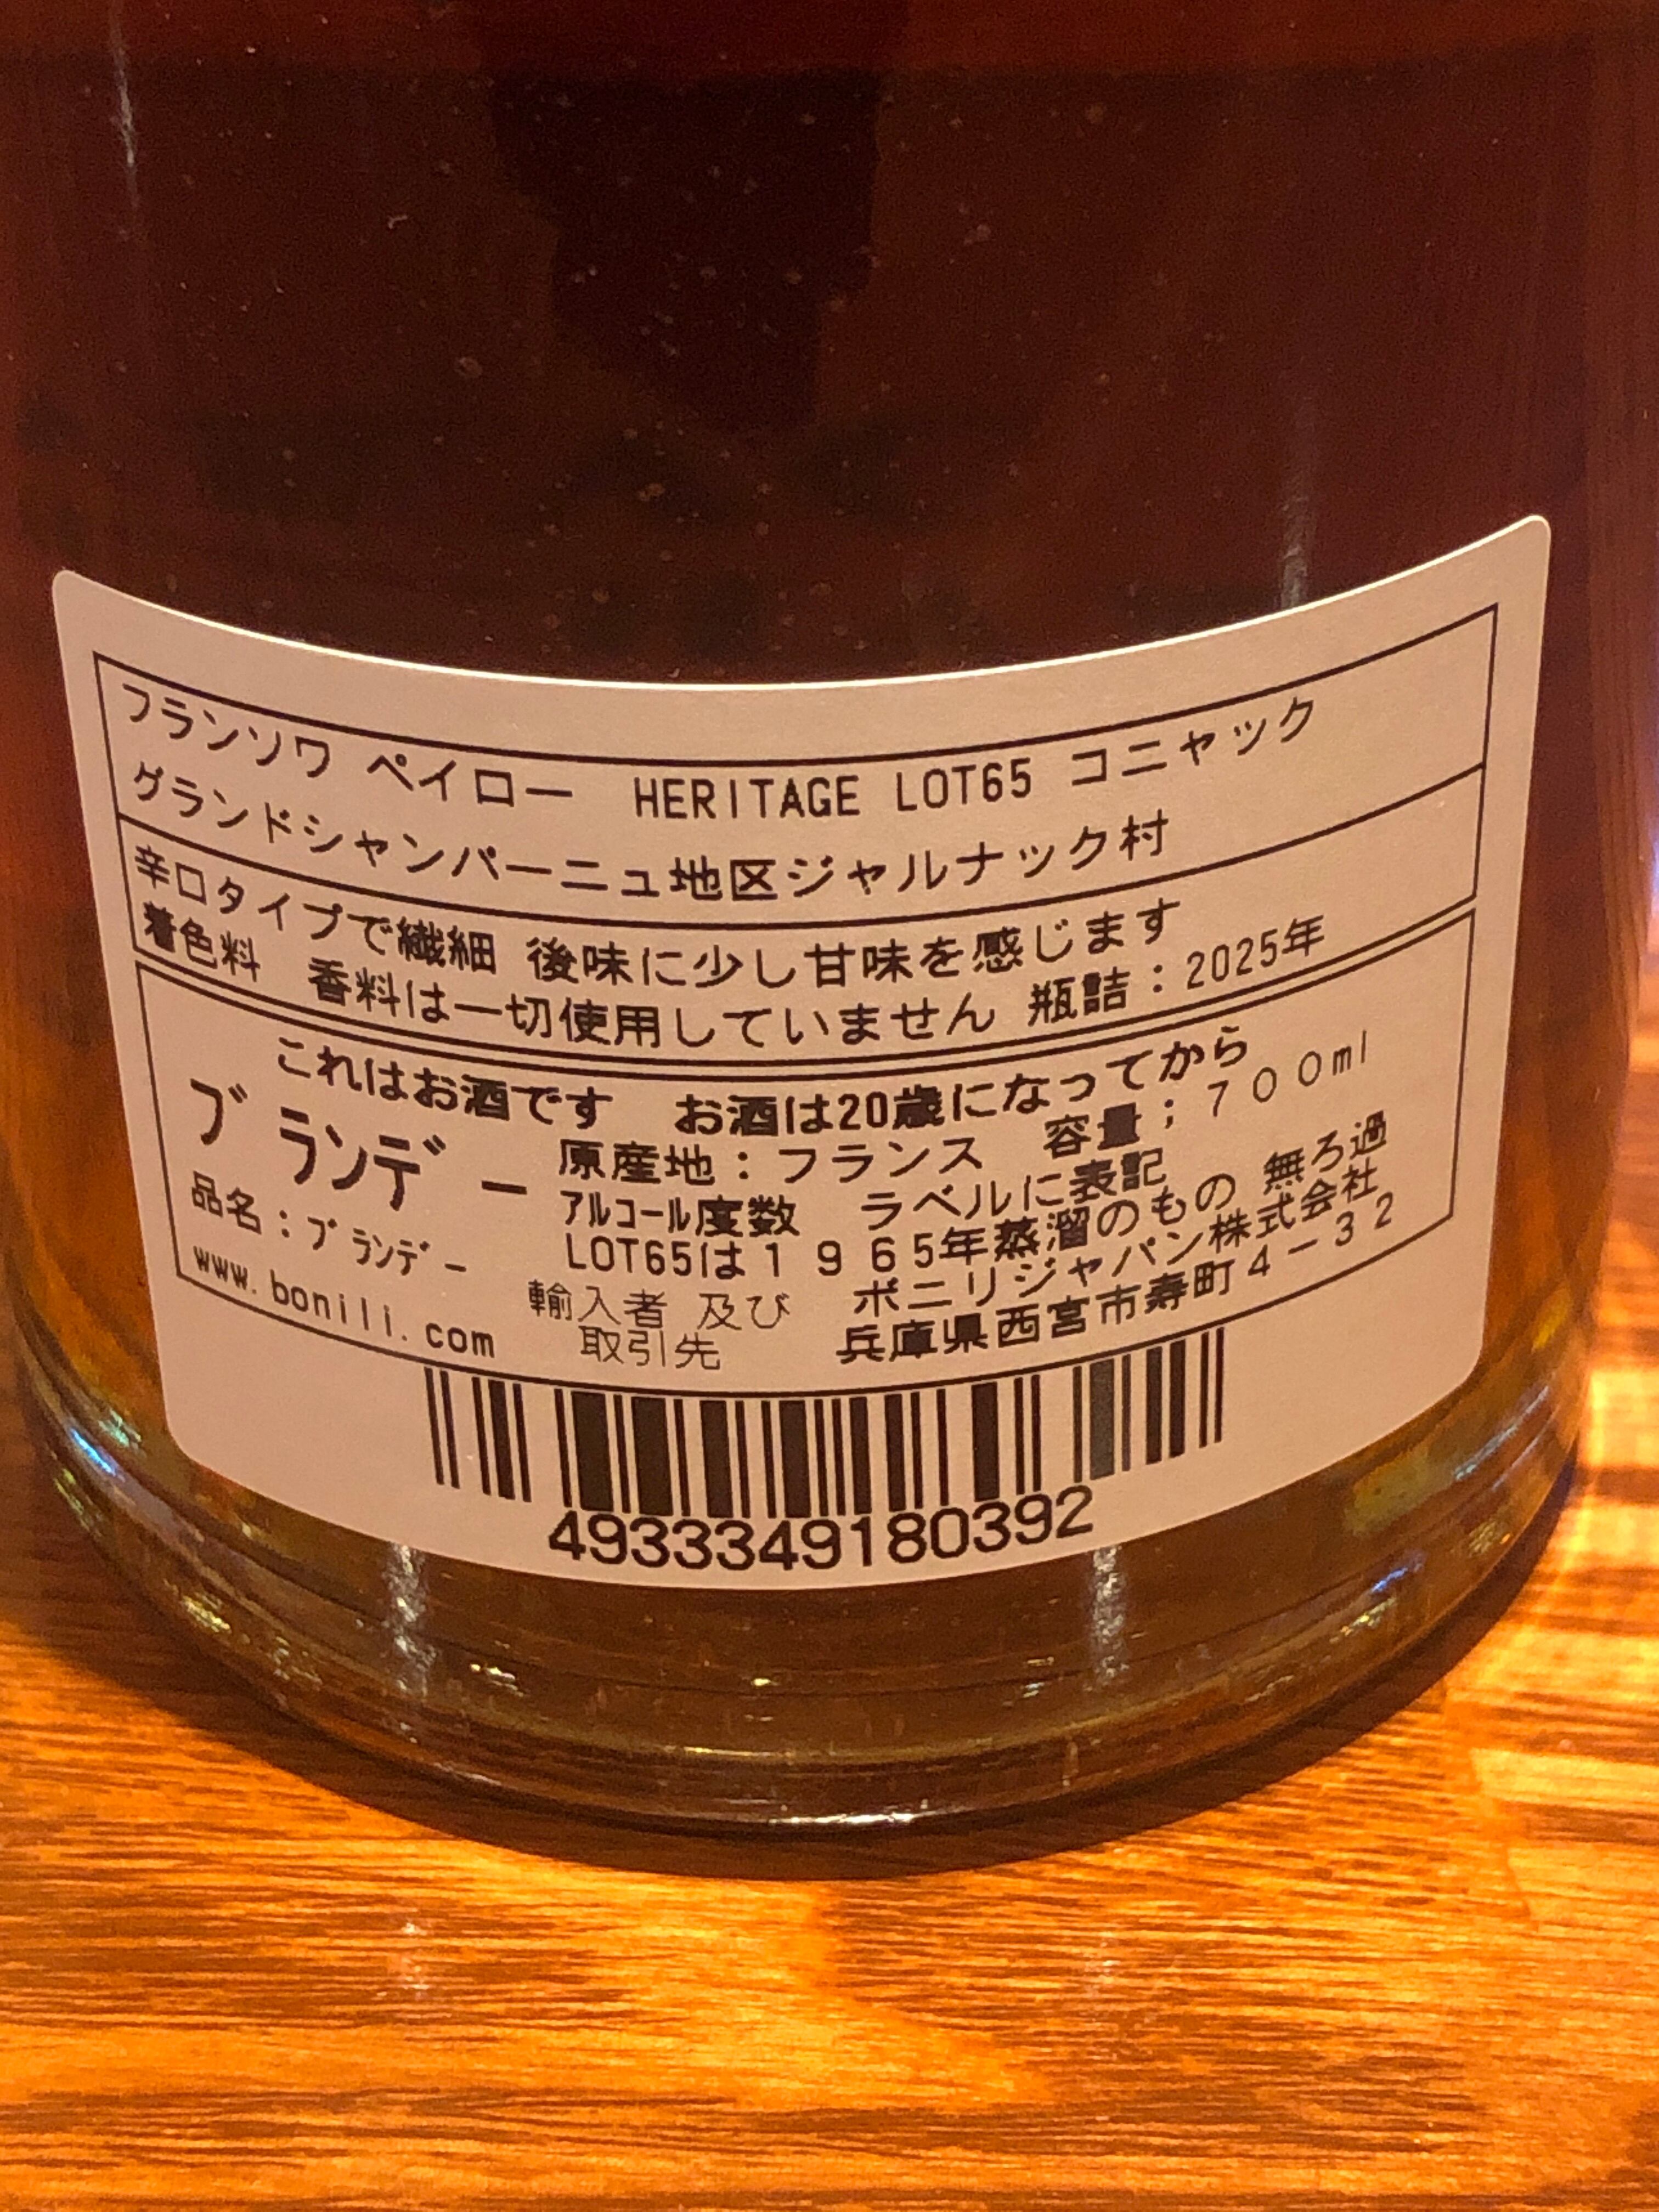 フランソワ ペイロー HERITAGE LOT65 コニャック
グランドシャンパーニュ地区ジャルナック村
辛口タイプで繊細 後味に少し甘味を感じます
着色料 香料は一切使用していません 瓶詰：2025年
これはお酒です お酒は20歳になってから
ブランデー
原産地：フランス 容量；７００ml
アルコール度数 ラベルに表記
品名：ブランデー
LOT65は１９６５年蒸溜のもの 無ろ過
輸入者 及び 取引先
ボニリジャパン株式会社
兵庫県西宮市寿町４－３２
www.bonili.com
4933349180392